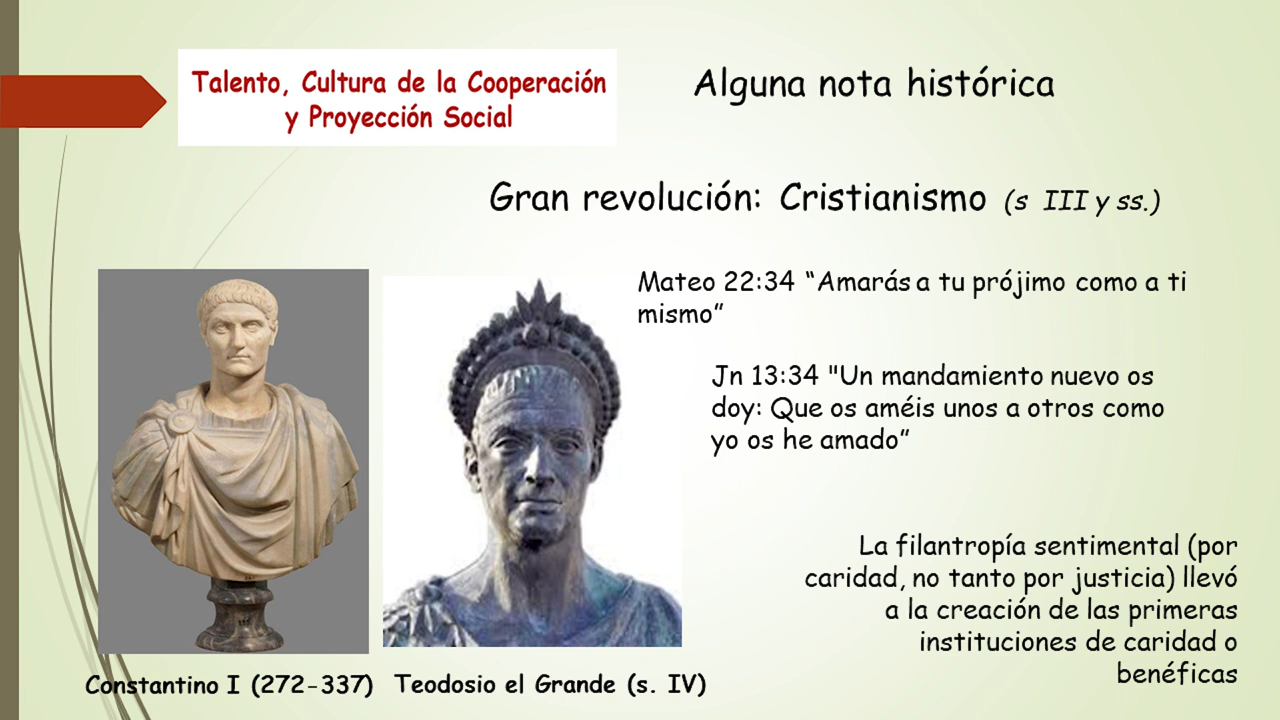 Talento, Cultura de la Cooperación
y Proyección Social
Alguna nota histórica
Gran revolución: Cristianismo (s III y ss.)
Mateo 22:34 “Amarás a tu prójimo como a ti
mismo”
Jn 13:34 "Un mandamiento nuevo os
doy: Que os améis unos a otros como
yo os he amado”
La filantropía sentimental (por
caridad, no tanto por justicia) llevó
a la creación de las primeras
instituciones de caridad o
benéficas
Constantino I (272-337)
Teodosio el Grande (s. IV)